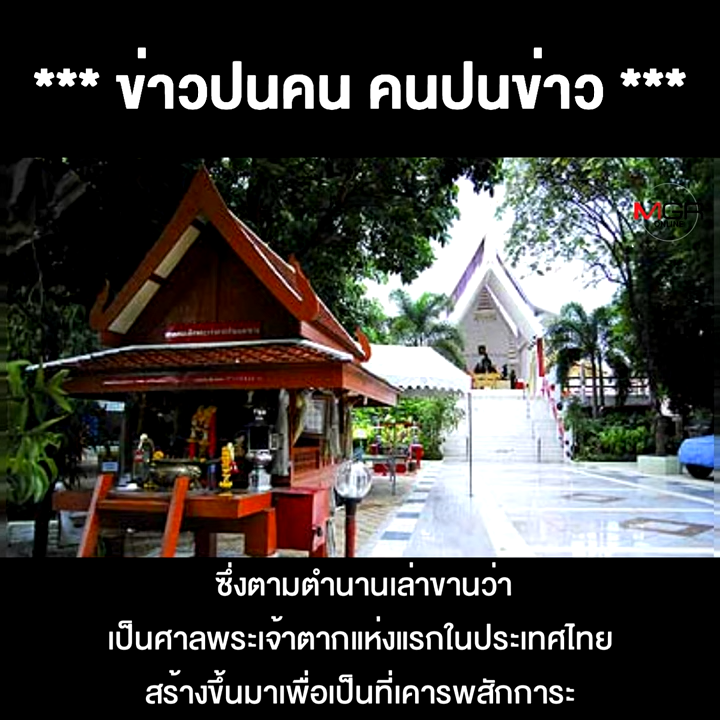 *** ข่าวปนคน คนปนข่าว ***
ซึ่งตามตำนานเล่าขานว่า
เป็นศาลพระเจ้าตากแห่งแรกในประเทศไทย
สร้างขึ้นมาเพื่อเป็นที่เคารพสักการะ